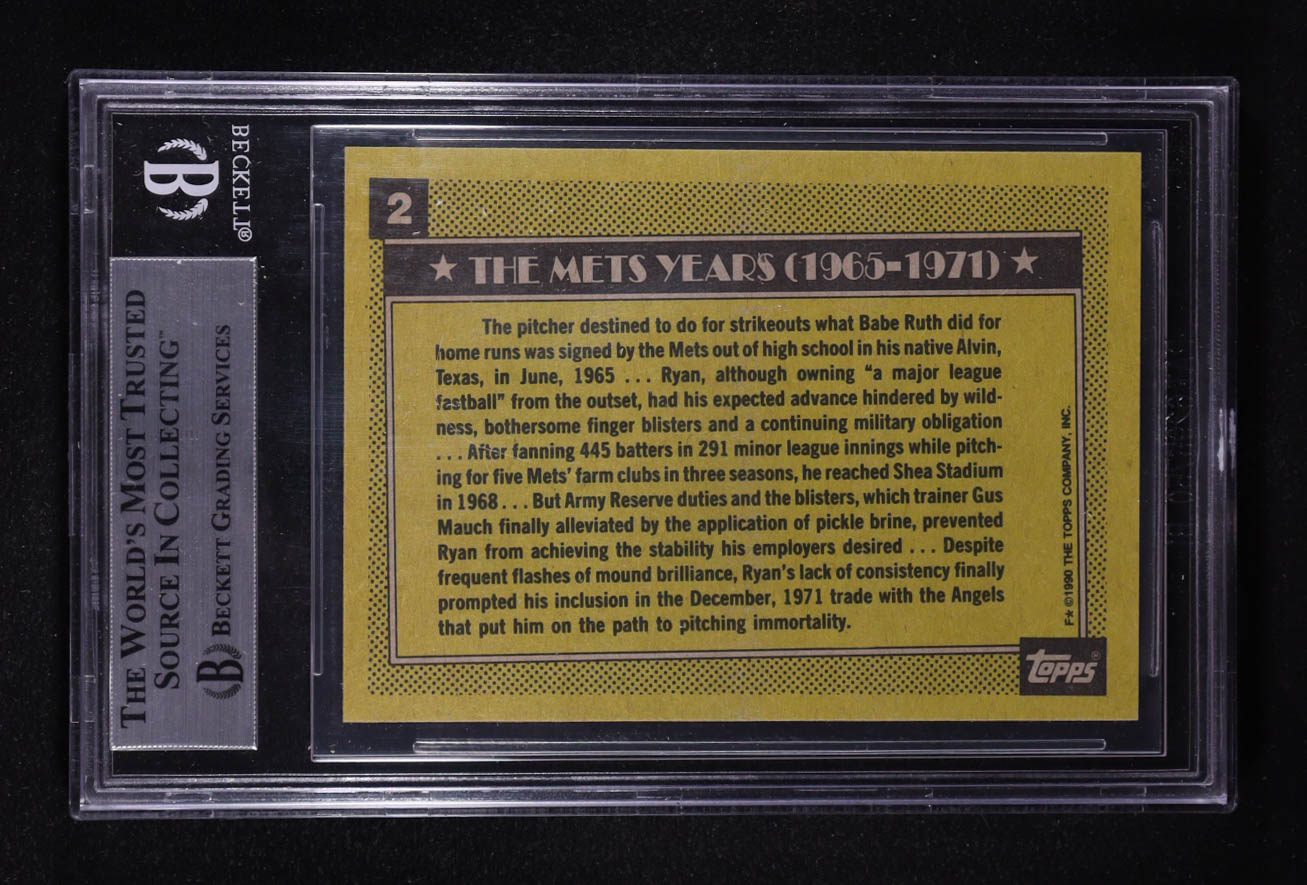 BECKETT®
B
THE WORLD'S MOST TRUSTED
SOURCE IN COLLECTING™
B BECKETT GRADING SERVICES
2
★ THE METS YEARS (1965-1971) ★
The pitcher destined to do for strikeouts what Babe Ruth did for
home runs was signed by the Mets out of high school in his native Alvin,
Texas, in June, 1965 ... Ryan, although owning "a major league
fastball" from the outset, had his expected advance hindered by wild-
ness, bothersome finger blisters and a continuing military obligation
... After fanning 445 batters in 291 minor league innings while pitch-
ing for five Mets' farm clubs in three seasons, he reached Shea Stadium
in 1968 ... But Army Reserve duties and the blisters, which trainer Gus
Mauch finally alleviated by the application of pickle brine, prevented
Ryan from achieving the stability his employers desired ... Despite
frequent flashes of mound brilliance, Ryan's lack of consistency finally
prompted his inclusion in the December, 1971 trade with the Angels
that put him on the path to pitching immortality.
F★ ©1990 THE TOPPS COMPANY, INC.
topps®